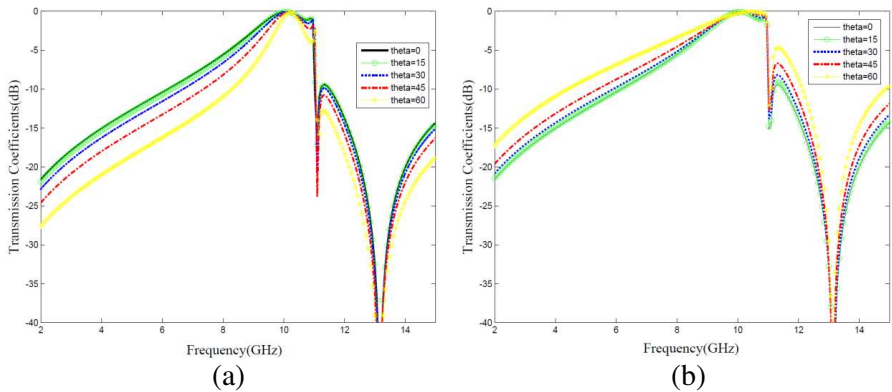 0
-5
-10
-15
-20
-25
-30
-35
-40
Transmission Coefficients(dB)
2 4 6 8 10 12 14
Frequency(GHz)
theta=0
theta=15
theta=30
theta=45
theta=60
(a)
0
-5
-10
-15
-20
-25
-30
-35
-40
Transmission Coefficients(dB)
2 4 6 8 10 12 14
Frequency(GHz)
theta=0
theta=15
theta=30
theta=45
theta=60
(b)